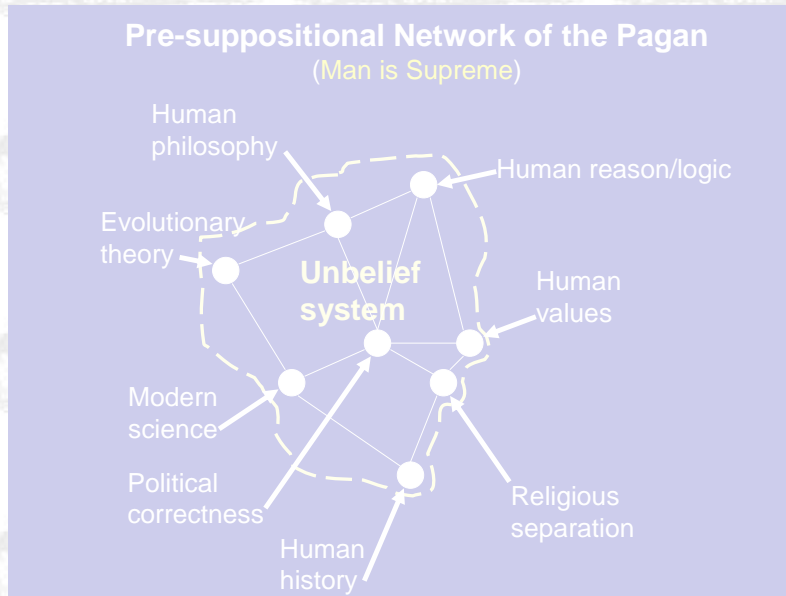 Pre-suppositional Network of the Pagan
(Man is Supreme)
Human
philosophy
Human reason/logic
Evolutionary
theory
Unbelief
system
Human
values
Modern
science
Political
correctness
Religious
separation
Human
history